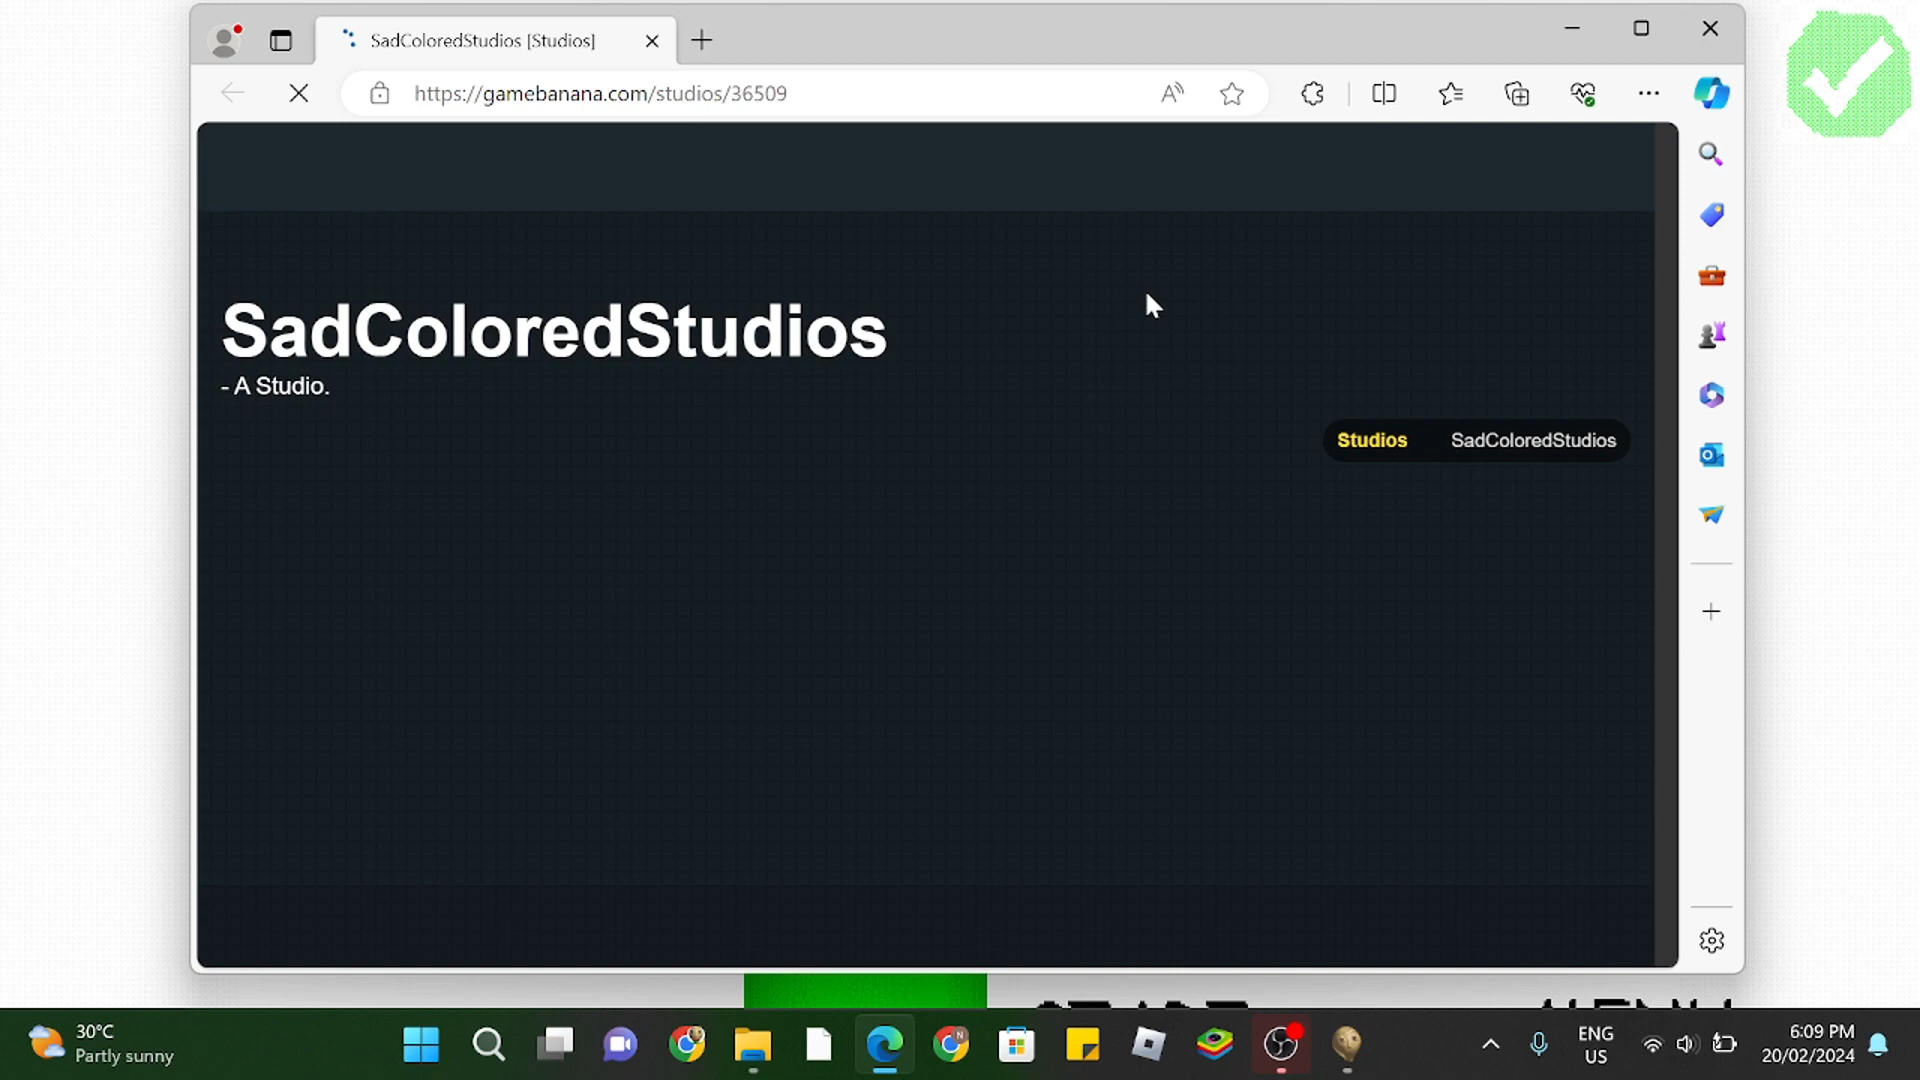 SadColoredStudios [Studios]
https://gamebanana.com/studios/36509
SadColoredStudios
- A Studio.
Studios SadColoredStudios
30°C
Partly sunny
ENG
US
6:09 PM
20/02/2024